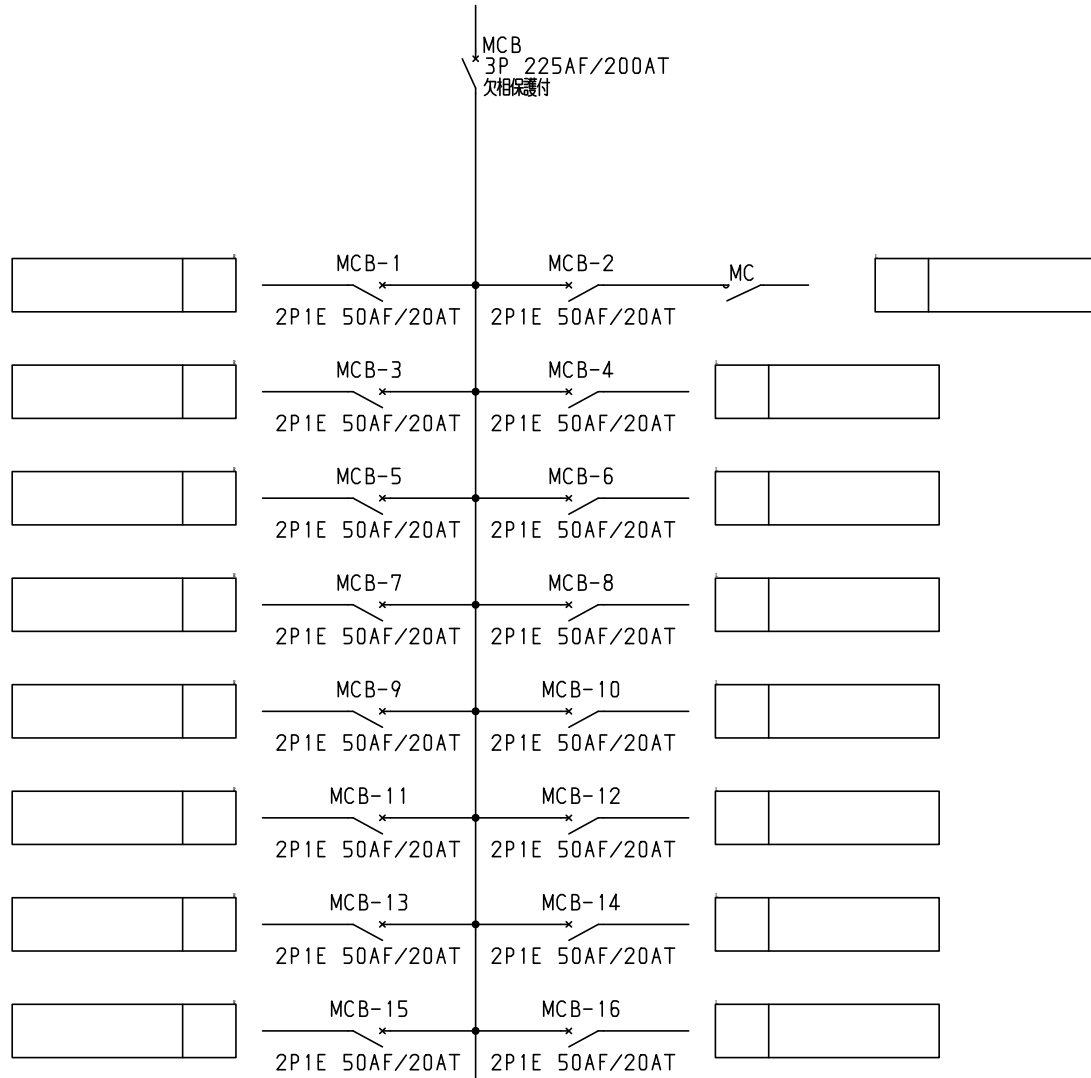 MCB
3P 225AF/200AT
欠相保護付
MCB-1 MCB-2 MC
2P1E 50AF/20AT 2P1E 50AF/20AT
MCB-3 MCB-4
2P1E 50AF/20AT 2P1E 50AF/20AT
MCB-5 MCB-6
2P1E 50AF/20AT 2P1E 50AF/20AT
MCB-7 MCB-8
2P1E 50AF/20AT 2P1E 50AF/20AT
MCB-9 MCB-10
2P1E 50AF/20AT 2P1E 50AF/20AT
MCB-11 MCB-12
2P1E 50AF/20AT 2P1E 50AF/20AT
MCB-13 MCB-14
2P1E 50AF/20AT 2P1E 50AF/20AT
MCB-15 MCB-16
2P1E 50AF/20AT 2P1E 50AF/20AT